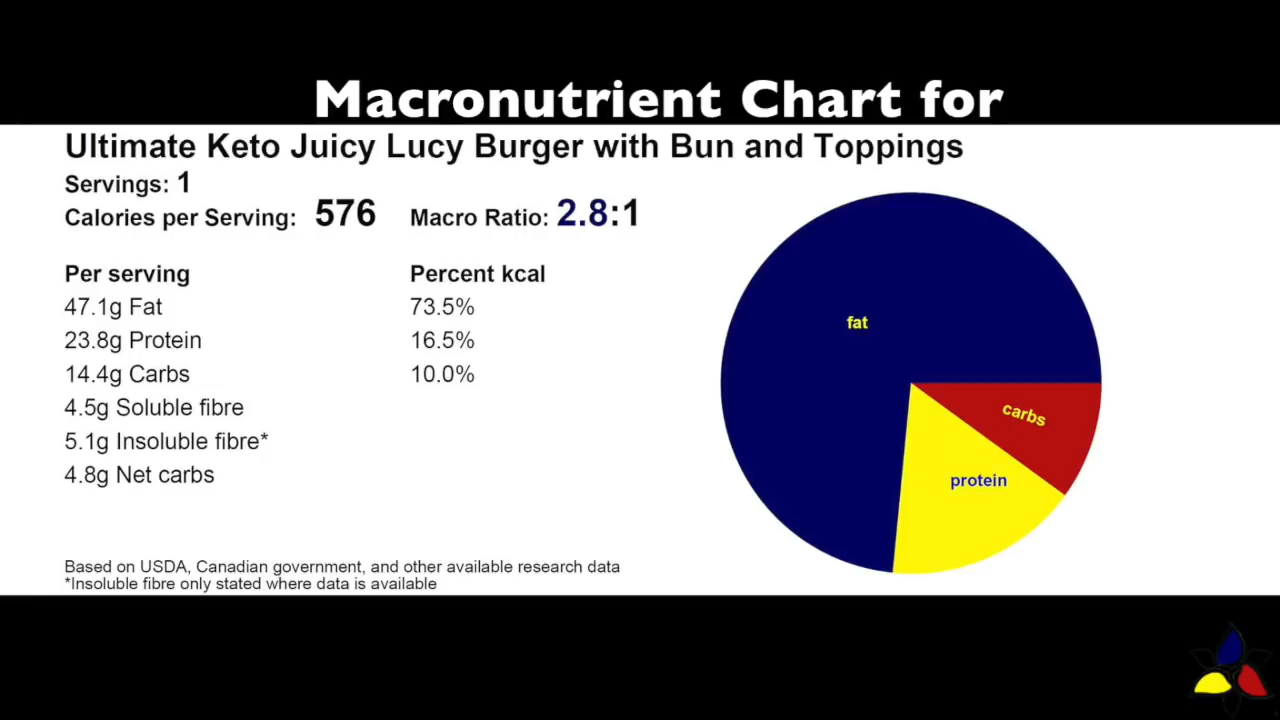 Macronutrient Chart for
Ultimate Keto Juicy Lucy Burger with Bun and Toppings
Servings: 1
Calories per Serving: 576 Macro Ratio: 2.8:1
Per serving Percent kcal
47.1g Fat 73.5%
23.8g Protein 16.5%
14.4g Carbs 10.0%
4.5g Soluble fibre
5.1g Insoluble fibre*
4.8g Net carbs
fat
carbs
protein
Based on USDA, Canadian government, and other available research data
*Insoluble fibre only stated where data is available